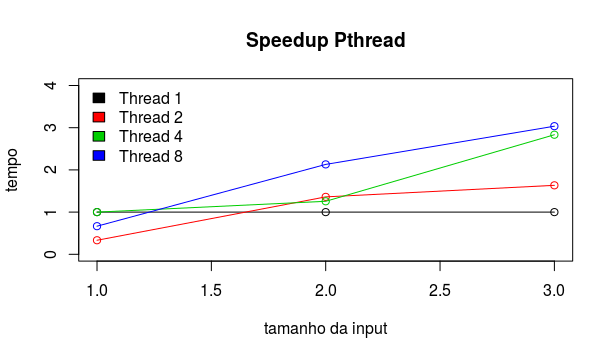 Speedup Pthread
tempo
4
3
2
1
0
Thread 1
Thread 2
Thread 4
Thread 8
1.0 1.5 2.0 2.5 3.0
tamanho da input